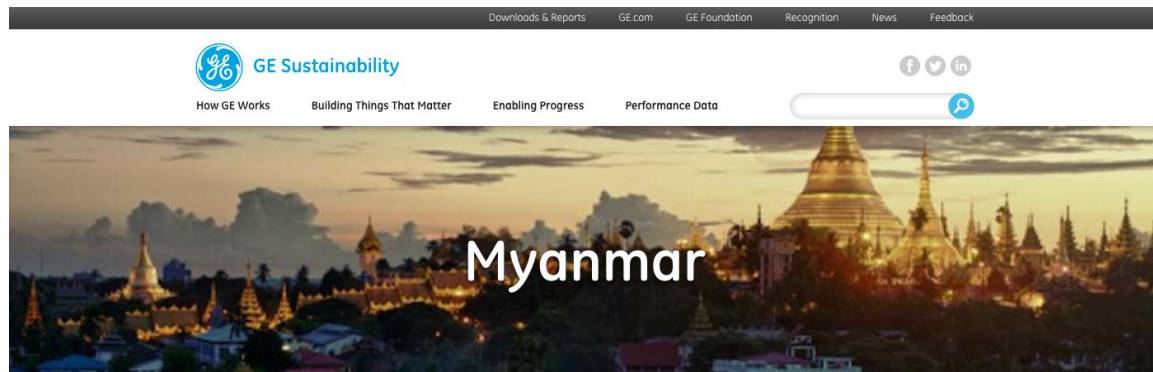 Downloads & Reports GE.com GE Foundation Recognition News Feedback
GE Sustainability
How GE Works Building Things That Matter Enabling Progress Performance Data
Myanmar